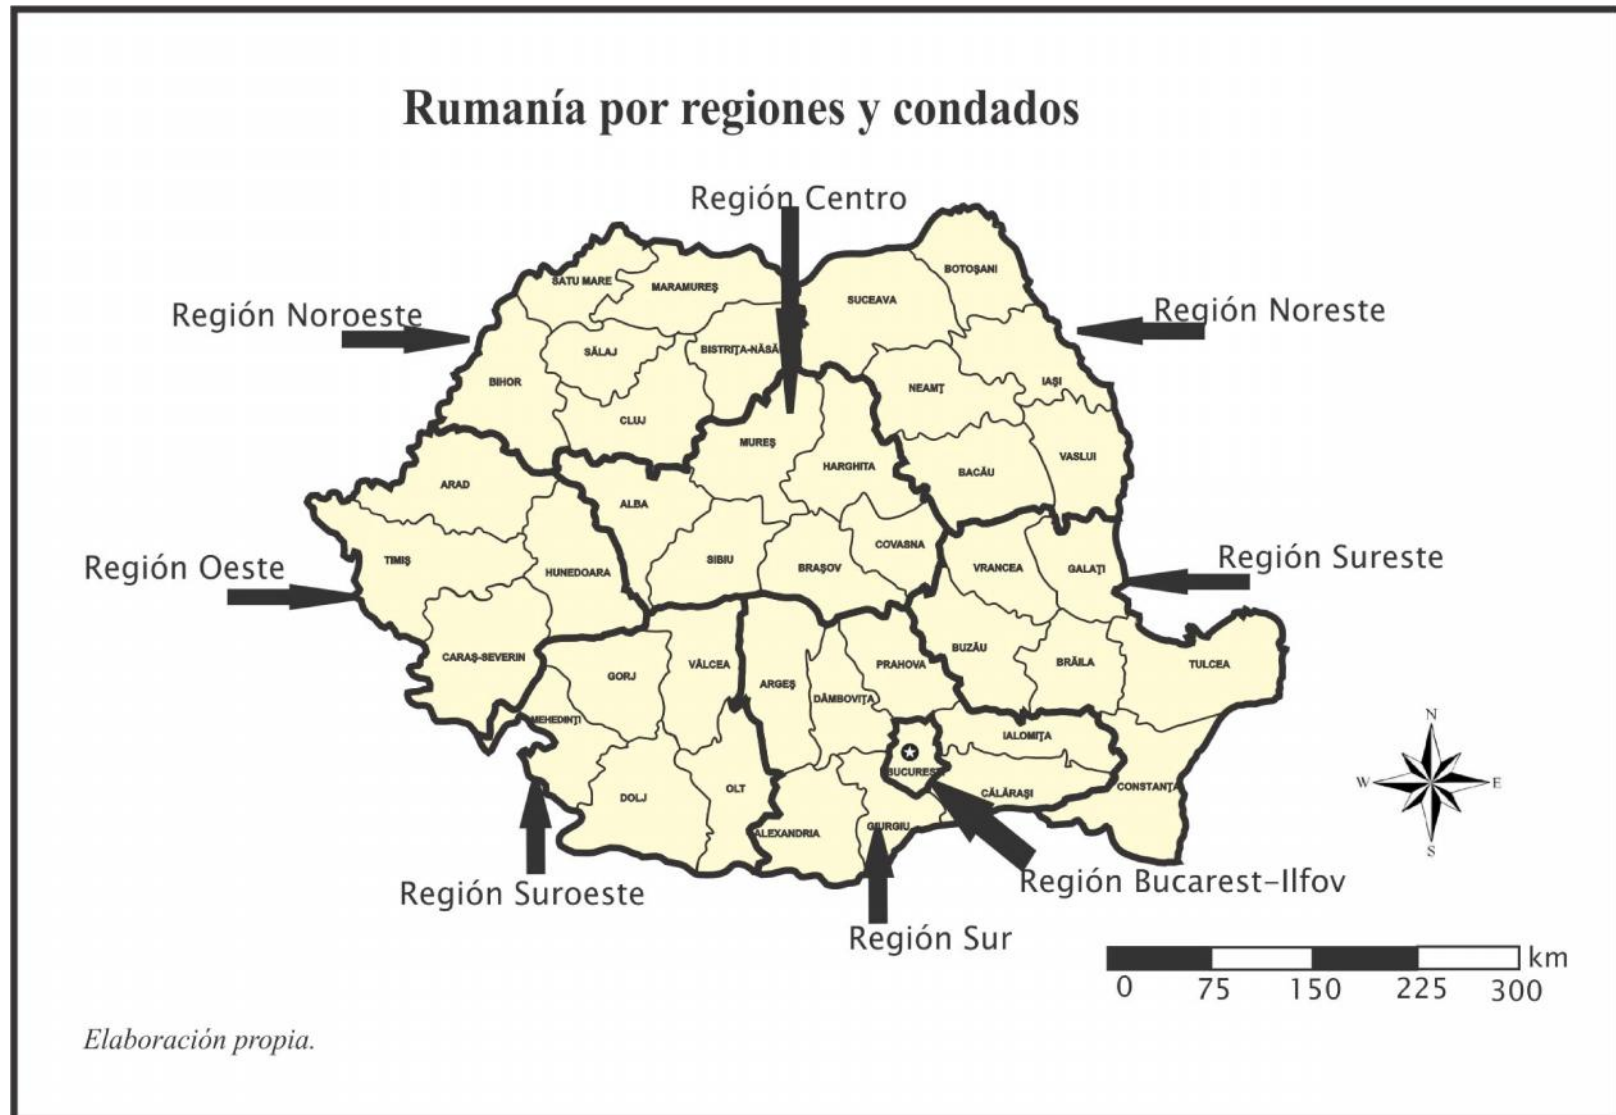 Rumanía por regiones y condados
Región Centro
BOTOŞANI
SATU MARE
MARAMUREŞ
SUCEAVA
Región Noroeste
Región Noreste
SĂLAJ
BISTRIŢA-NĂSĂ
BIHOR
NEAMŢ
IAŞI
CLUJ
MUREŞ
VASLUI
HARGHITA
BACĂU
ARAD
ALBA
COVASNA
Región Oeste
TIMIŞ
SIBIU
BRAŞOV
VRANCEA
GALAŢI
Región Sureste
HUNEDOARA
CARAŞ-SEVERIN
GORJ
VÂLCEA
PRAHOVA
BUZĂU
BRĂILA
TULCEA
ARGEŞ
DÂMBOVIŢA
MEHEDINŢI
IALOMIŢA
BUCUREŞTI
N
W
E
S
DOLJ
OLT
CĂLĂRAŞI
CONSTANŢA
ALEXANDRIA
GIURGIU
Región Suroeste
Región Bucarest-Ilfov
Región Sur
km
0 75 150 225 300
Elaboración propia.